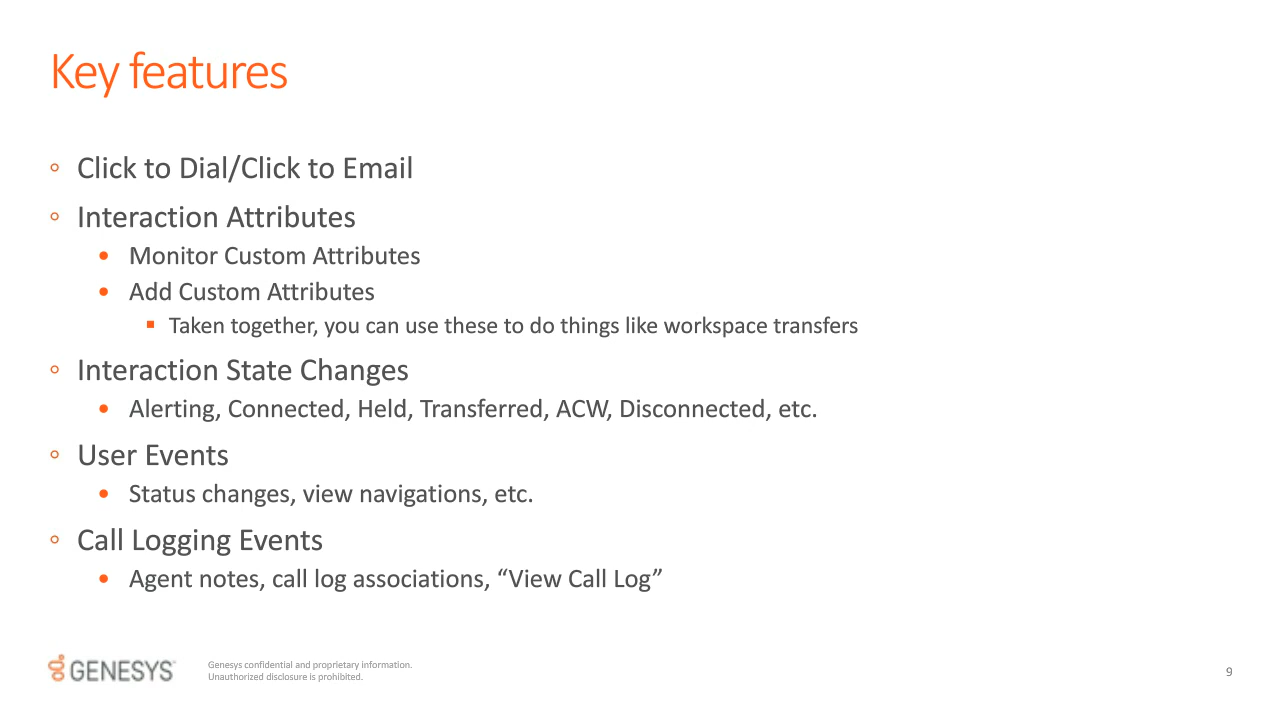 Key features
Click to Dial/Click to Email
Interaction Attributes
Monitor Custom Attributes
Add Custom Attributes
Taken together, you can use these to do things like workspace transfers
Interaction State Changes
Alerting, Connected, Held, Transferred, ACW, Disconnected, etc.
User Events
Status changes, view navigations, etc.
Call Logging Events
Agent notes, call log associations, “View Call Log”
GENESYS™
Genesys confidential and proprietary information.
Unauthorized disclosure is prohibited.
9